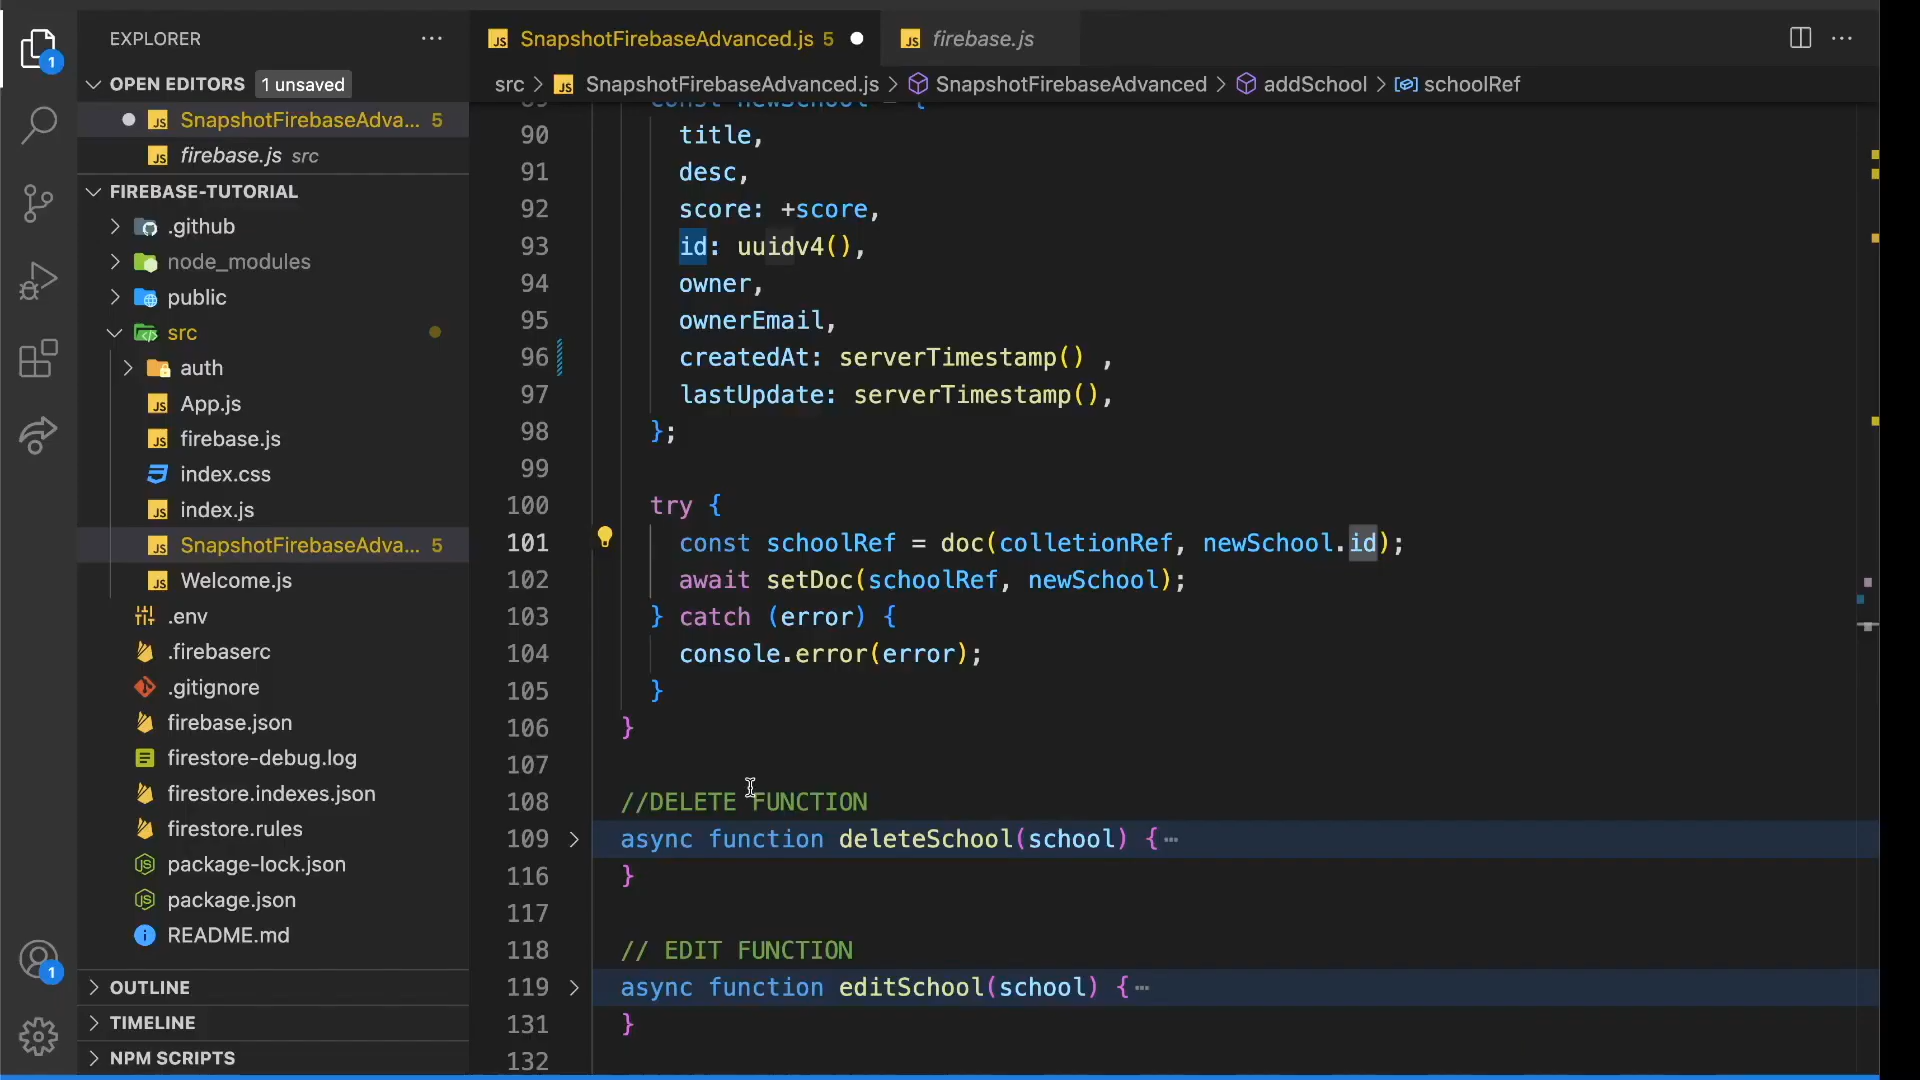 EXPLORER
OPEN EDITORS 1 unsaved
SnapshotFirebaseAdva... 5
firebase.js src
FIREBASE-TUTORIAL
.github
node_modules
public
src
auth
App.js
firebase.js
index.css
index.js
SnapshotFirebaseAdva... 5
Welcome.js
.env
.firebaserc
.gitignore
firebase.json
firestore-debug.log
firestore.indexes.json
firestore.rules
package-lock.json
package.json
README.md
OUTLINE
TIMELINE
NPM SCRIPTS
1
1
SnapshotFirebaseAdvanced.js 5
firebase.js
src > SnapshotFirebaseAdvanced.js > SnapshotFirebaseAdvanced > addSchool > schoolRef
89 const newSchool = {
90 title,
91 desc,
92 score: +score,
93 id: uuidv4(),
94 owner,
95 ownerEmail,
96 createdAt: serverTimestamp() ,
97 lastUpdate: serverTimestamp(),
98 };
99
100 try {
101 const schoolRef = doc(colletionRef, newSchool.id);
102 await setDoc(schoolRef, newSchool);
103 } catch (error) {
104 console.error(error);
105 }
106 }
107
108 //DELETE FUNCTION
109 async function deleteSchool(school) {⋯
116 }
117
118 // EDIT FUNCTION
119 async function editSchool(school) {⋯
131 }
132